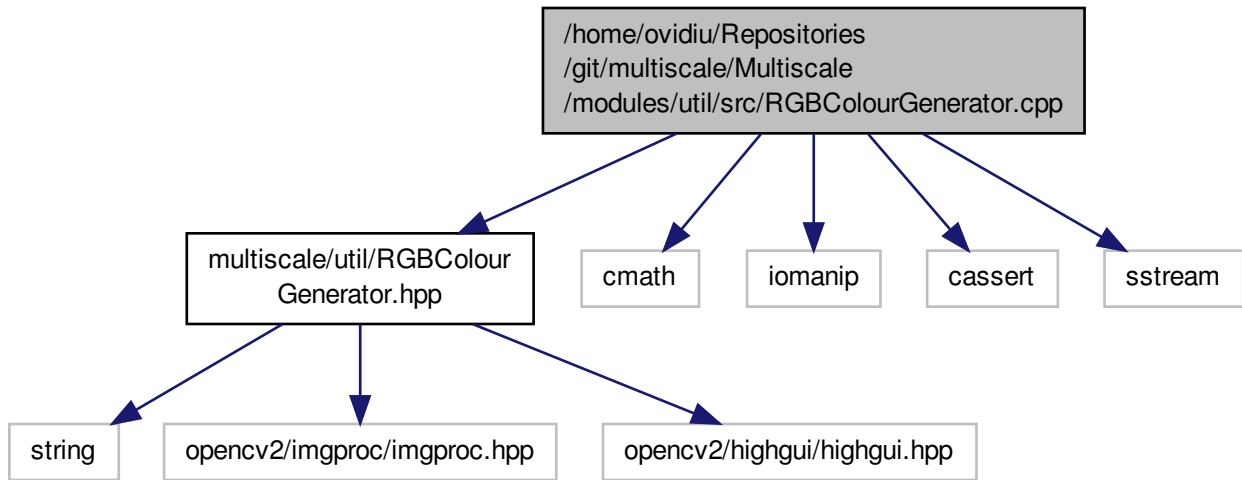 /home/ovidiu/Repositories
/git/multiscale/Multiscale
/modules/util/src/RGBColourGenerator.cpp
multiscale/util/RGBColour
Generator.hpp
cmath
iomanip
cassert
sstream
string
opencv2/imgproc/imgproc.hpp
opencv2/highgui/highgui.hpp